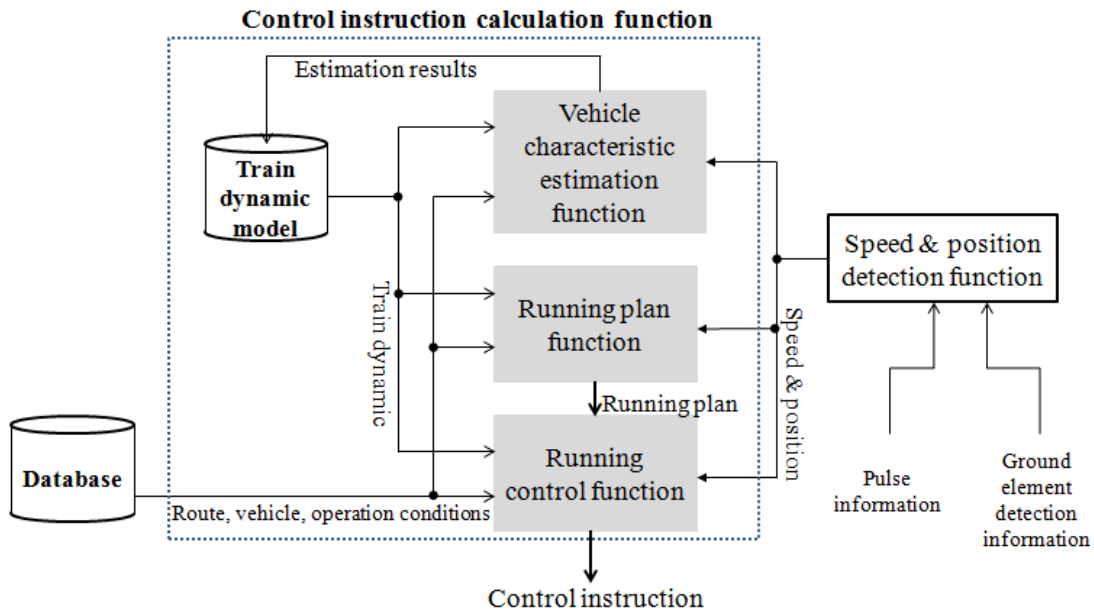 Control instruction calculation function
Estimation results
Vehicle
characteristic
estimation
function
Train
dynamic
model
Speed & position
detection function
Train dynamic
Running plan
function
Speed & position
Running plan
Database
Running
control function
Route, vehicle, operation conditions
Pulse
information
Ground
element
detection
information
Control instruction